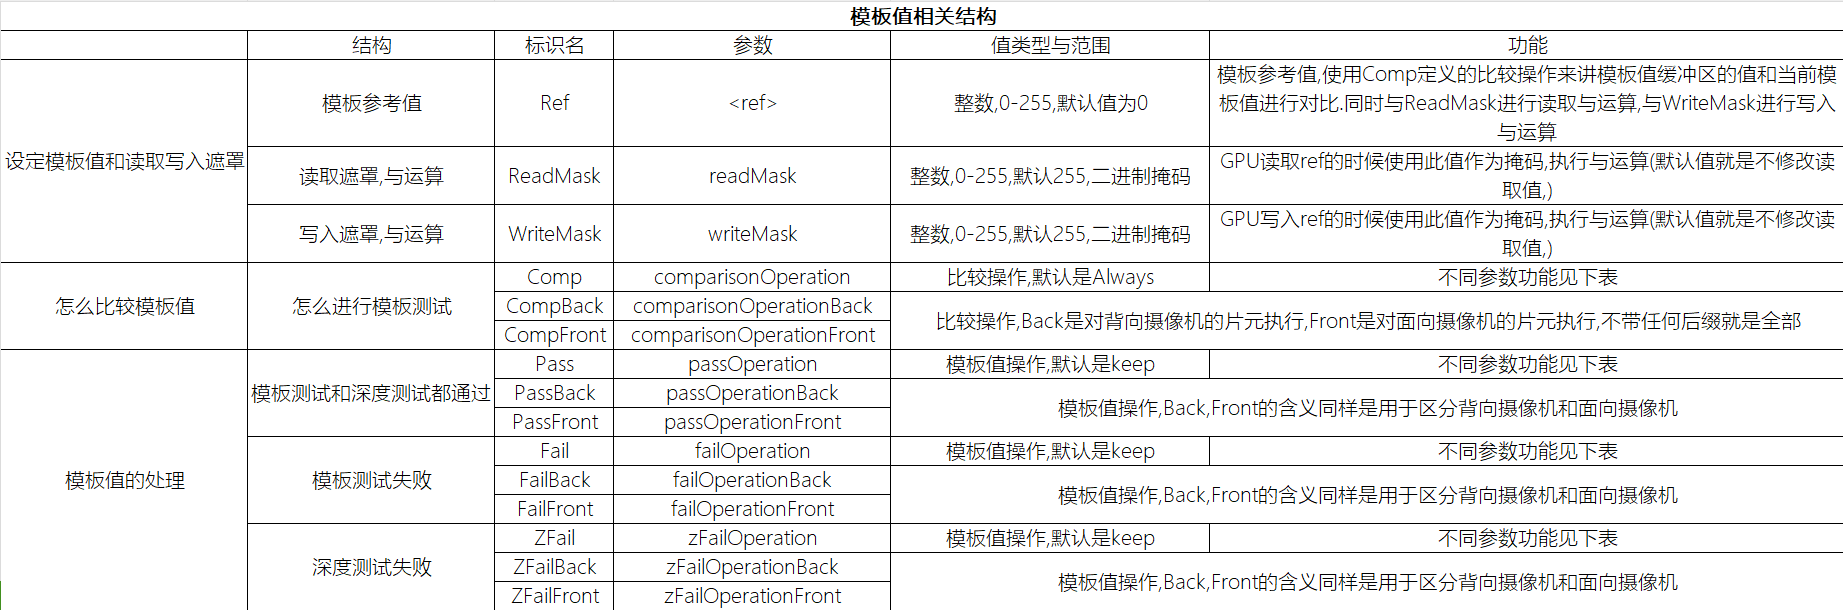 模板值相关结构
结构 标识名 参数 值类型与范围 功能
设定模板值和读取写入遮罩
模板参考值 Ref <ref> 整数,0-255,默认值为0
模板参考值,使用Comp定义的比较操作来讲模板值缓冲区的值和当前模
板值进行对比.同时与ReadMask进行读取与运算,与WriteMask进行写入
与运算
读取遮罩,与运算 ReadMask readMask 整数,0-255,默认255,二进制掩码
GPU读取ref的时候使用此值作为掩码,执行与运算(默认值就是不修改读
取值,)
写入遮罩,与运算 WriteMask writeMask 整数,0-255,默认255,二进制掩码
GPU写入ref的时候使用此值作为掩码,执行与运算(默认值就是不修改读
取值,)
怎么比较模板值
怎么进行模板测试
Comp comparisonOperation 比较操作,默认是Always 不同参数功能见下表
CompBack comparisonOperationBack
CompFront comparisonOperationFront
比较操作,Back是对背向摄像机的片元执行,Front是对面向摄像机的片元执行,不带任何后缀就是全部
模板值的处理
模板测试和深度测试都通过
Pass passOperation 模板值操作,默认是keep 不同参数功能见下表
PassBack passOperationBack
PassFront passOperationFront
模板值操作,Back,Front的含义同样是用于区分背向摄像机和面向摄像机
模板测试失败
Fail failOperation 模板值操作,默认是keep 不同参数功能见下表
FailBack failOperationBack
FailFront failOperationFront
模板值操作,Back,Front的含义同样是用于区分背向摄像机和面向摄像机
深度测试失败
ZFail zFailOperation 模板值操作,默认是keep 不同参数功能见下表
ZFailBack zFailOperationBack
ZFailFront zFailOperationFront
模板值操作,Back,Front的含义同样是用于区分背向摄像机和面向摄像机